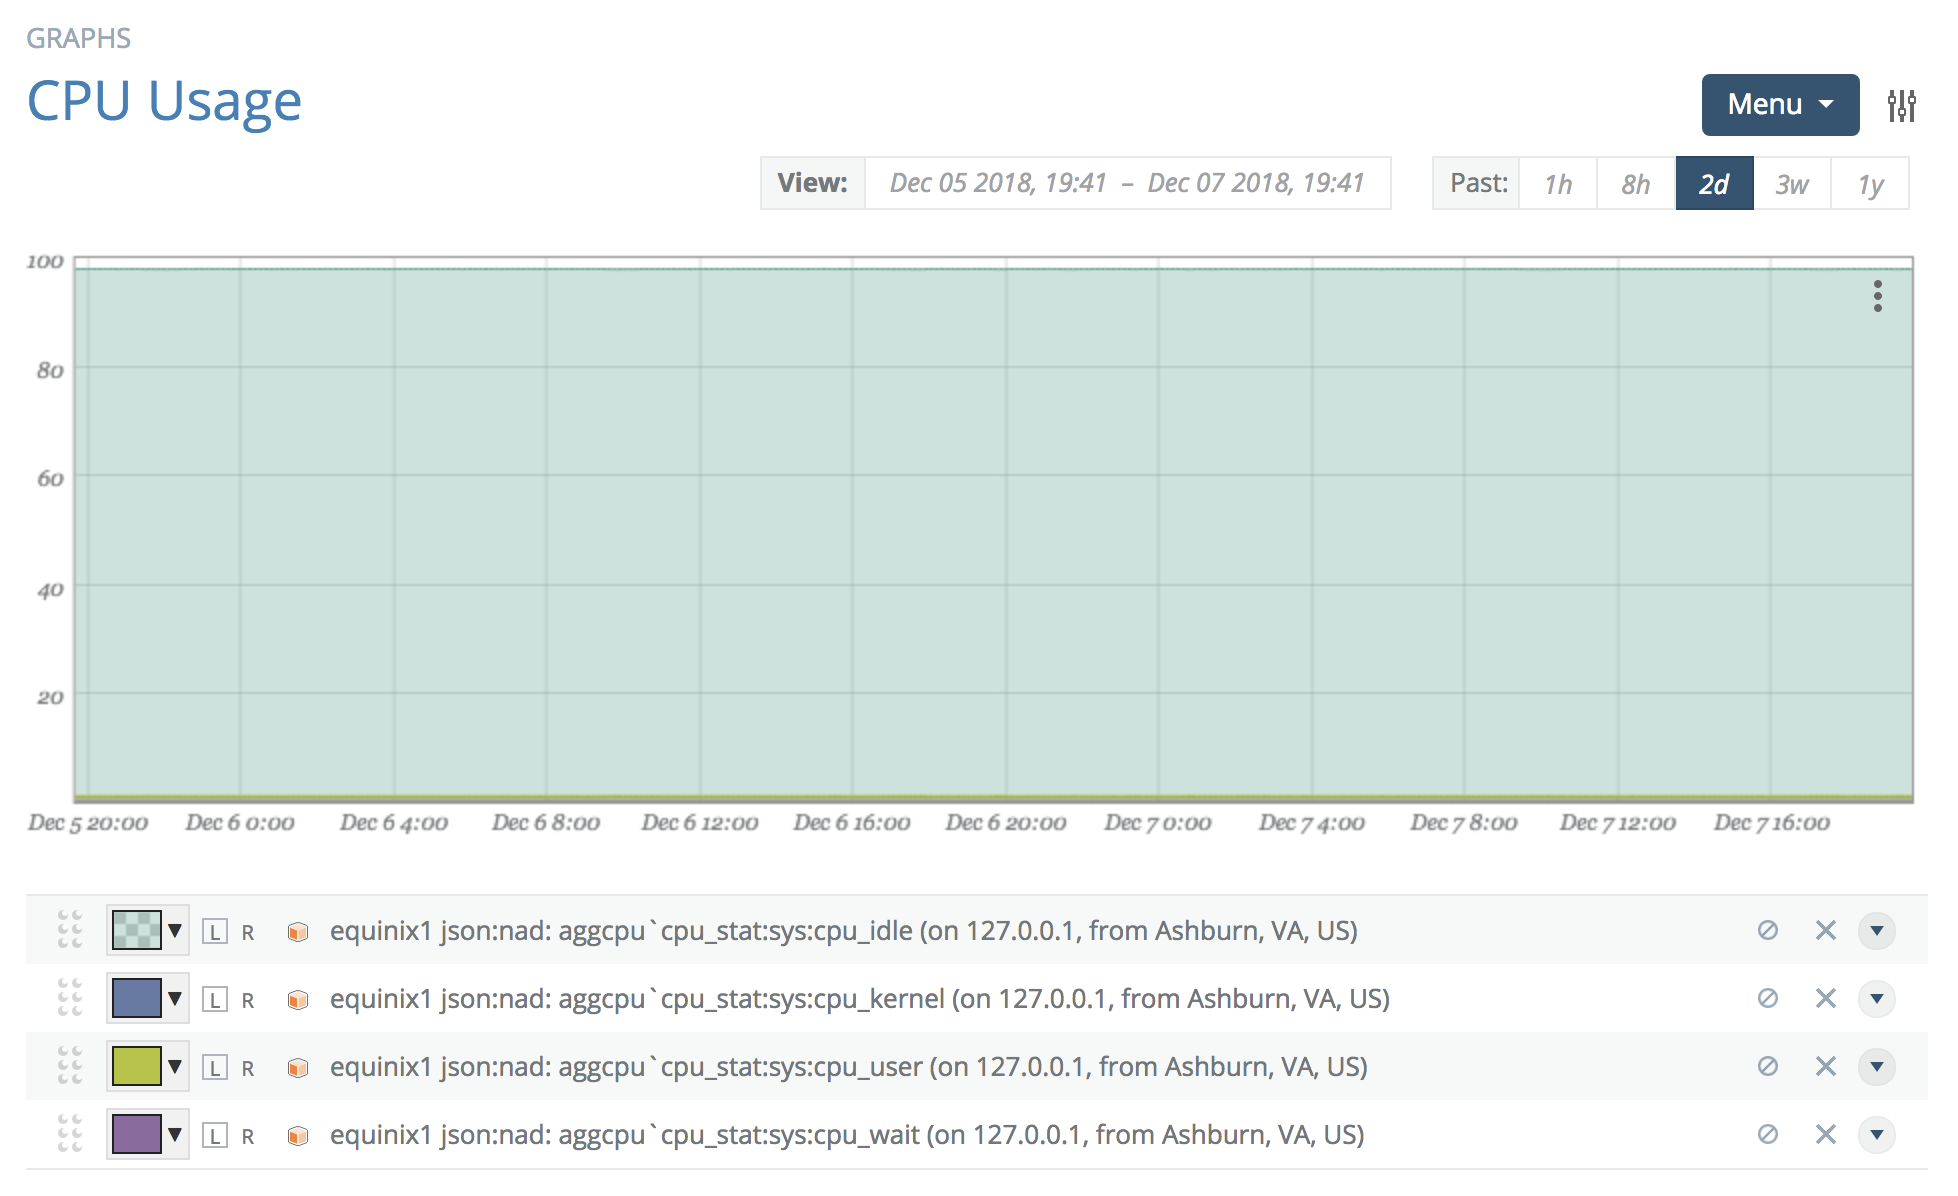 GRAPHS
CPU Usage
Menu
View: Dec 05 2018, 19:41 – Dec 07 2018, 19:41 Past: 1h 8h 2d 3w 1y
100
80
60
40
20
Dec 5 20:00 Dec 6 0:00 Dec 6 4:00 Dec 6 8:00 Dec 6 12:00 Dec 6 16:00 Dec 6 20:00 Dec 7 0:00 Dec 7 4:00 Dec 7 8:00 Dec 7 12:00 Dec 7 16:00
L R equinix1 json:nad: aggcpu`cpu_stat:sys:cpu_idle (on 127.0.0.1, from Ashburn, VA, US)
L R equinix1 json:nad: aggcpu`cpu_stat:sys:cpu_kernel (on 127.0.0.1, from Ashburn, VA, US)
L R equinix1 json:nad: aggcpu`cpu_stat:sys:cpu_user (on 127.0.0.1, from Ashburn, VA, US)
L R equinix1 json:nad: aggcpu`cpu_stat:sys:cpu_wait (on 127.0.0.1, from Ashburn, VA, US)